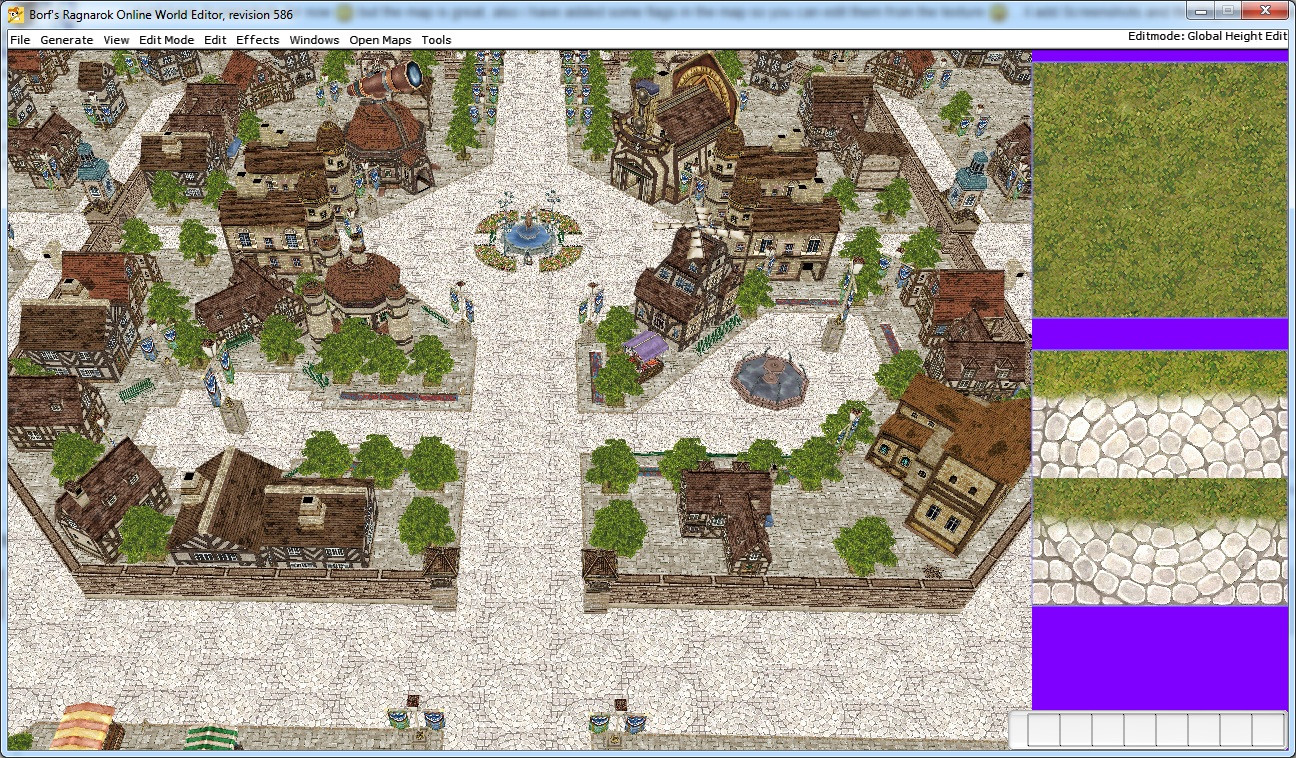 Borf's Ragnarok Online World Editor, revision 586
File Generate View Edit Mode Edit Effects Windows Open Maps Tools
Editmode: Global Height Edit